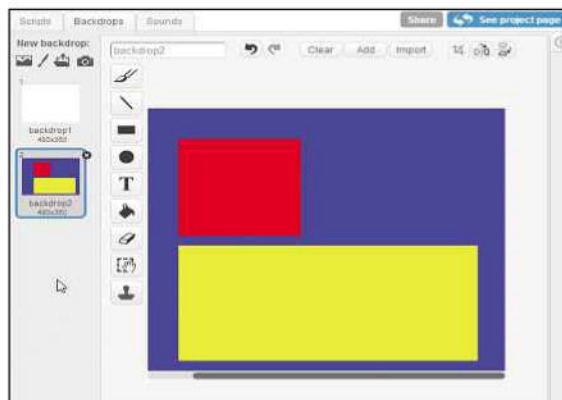 Scripts Backdrops Sounds Share See project page
New backdrop: backdrop2 Clear Add Import
1
backdrop1
480x360
T
2
backdrop2
480x360